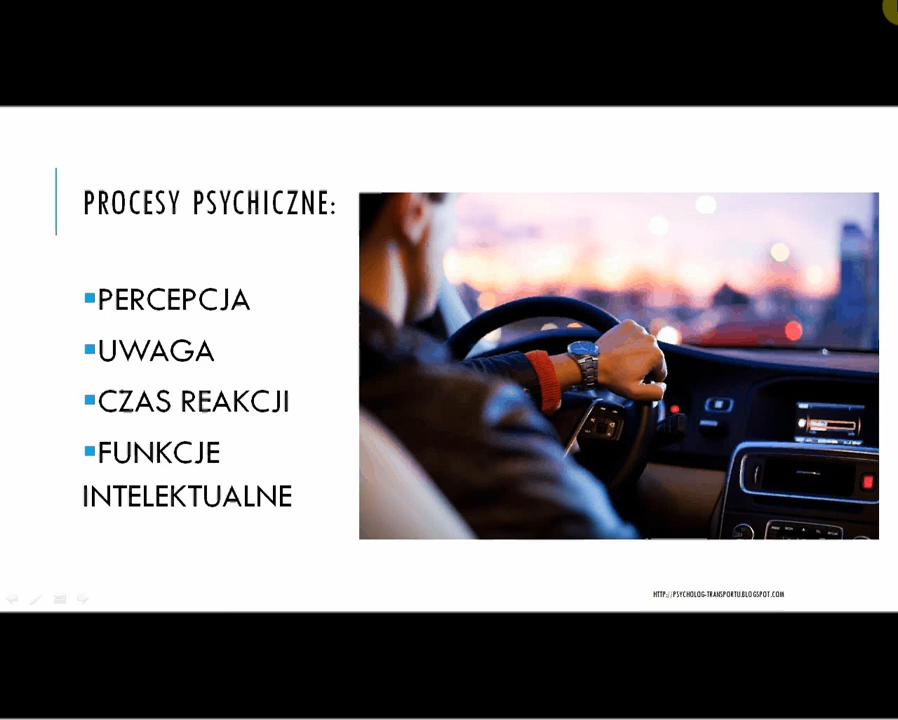 PROCESY PSYCHICZNE:
PERCEPCJA
UWAGA
CZAS REAKCJI
FUNKCJE
INTELEKTUALNE
HTTP://PSYCHOLOG-TRANSPORTU.BLOGSPOT.COM